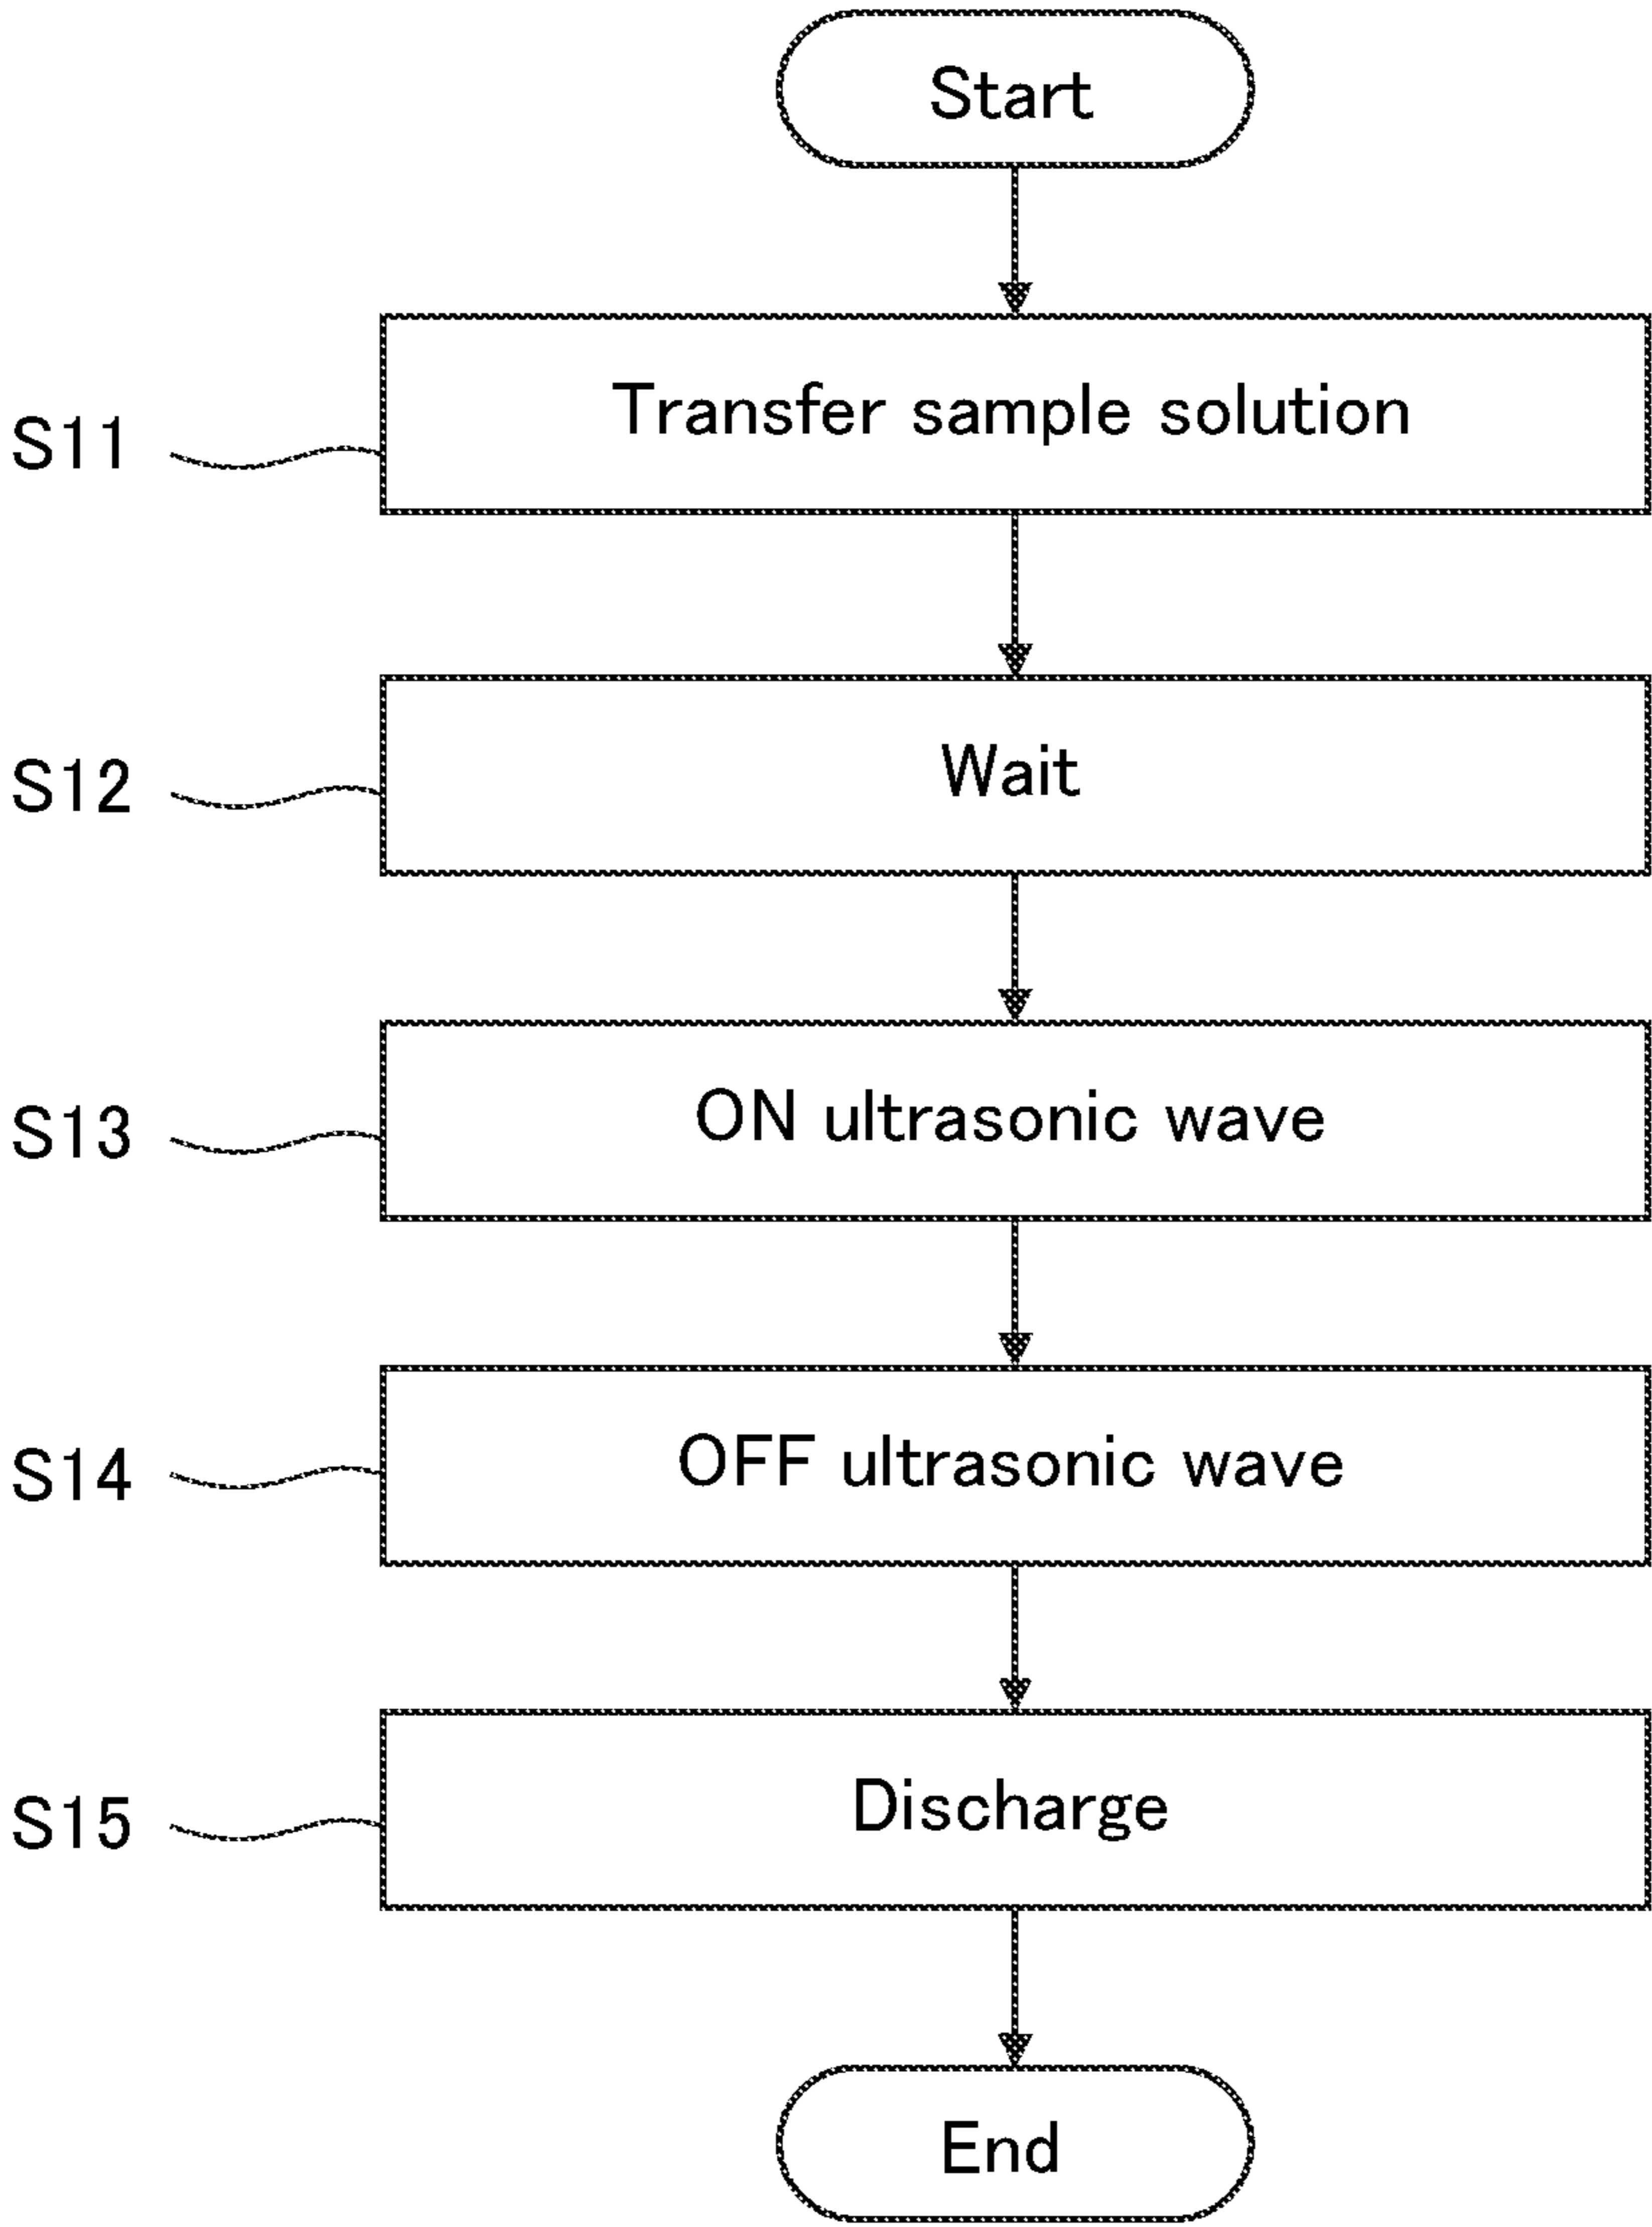 Start
S11
Transfer sample solution
S12
Wait
S13
ON ultrasonic wave
S14
OFF ultrasonic wave
S15
Discharge
End